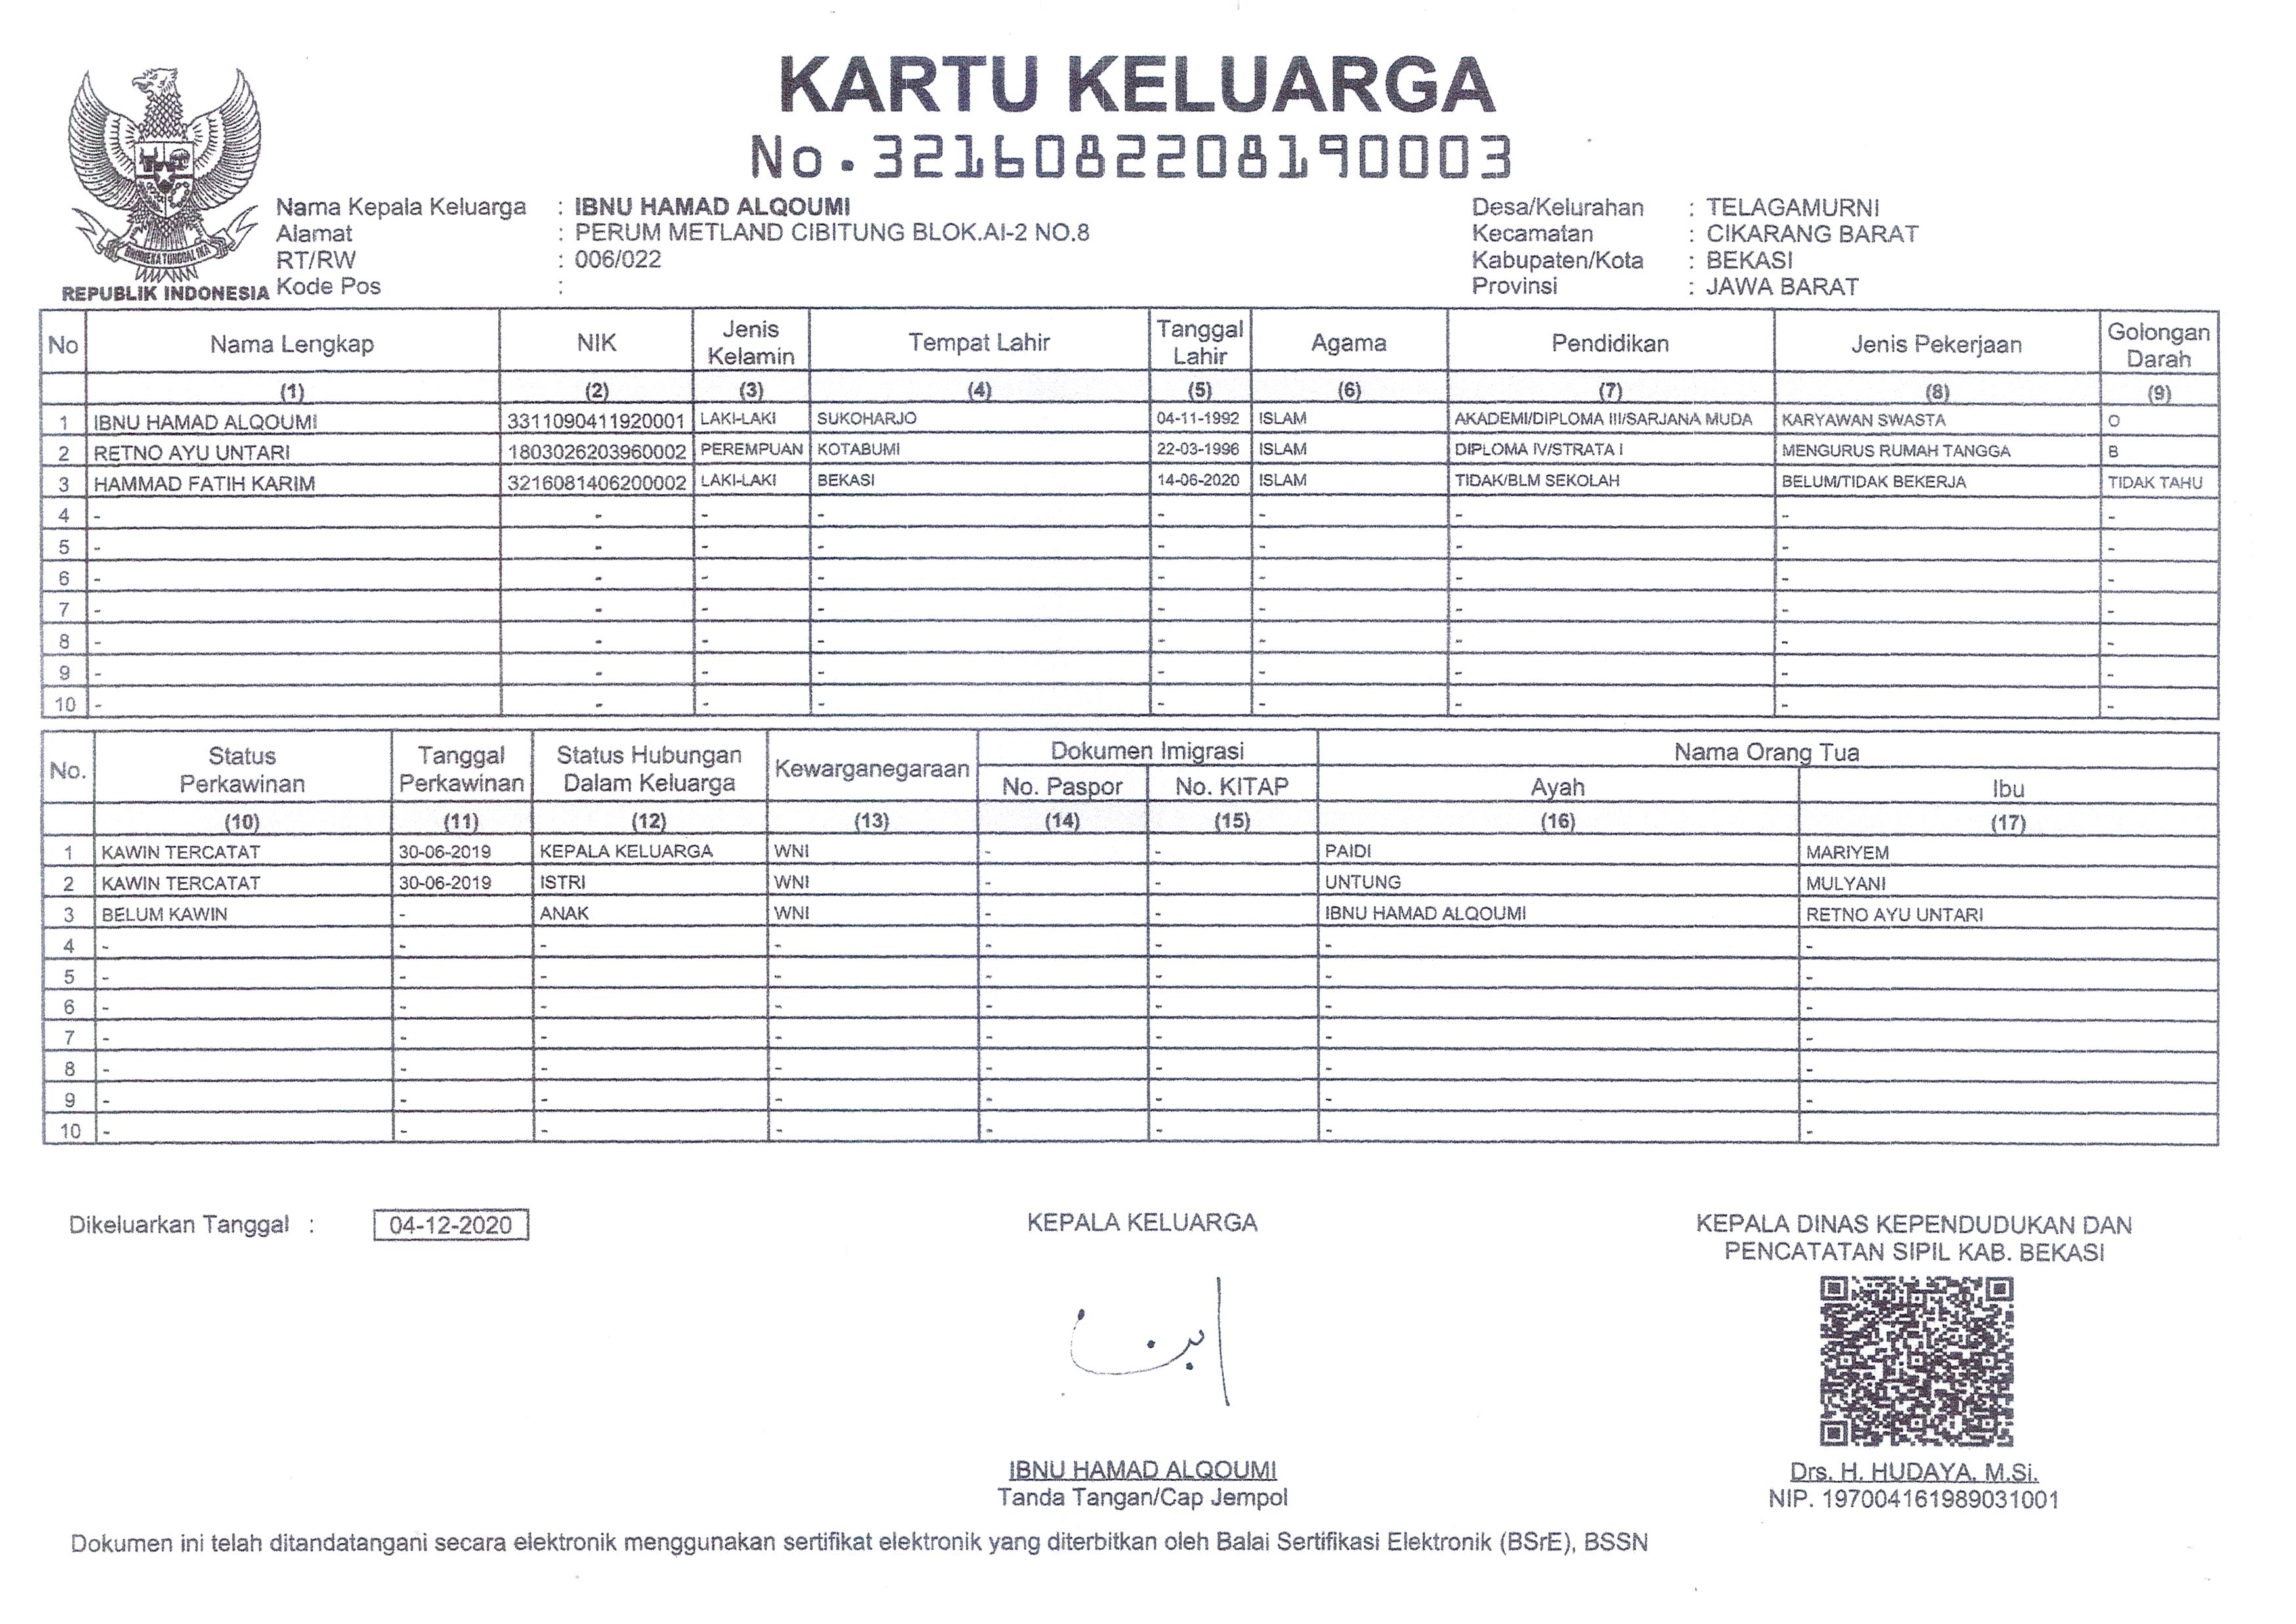 KARTU KELUARGA
No.3216082208190003
BHINNEKA TUNGGAL IKA
REPUBLIK INDONESIA
Nama Kepala Keluarga : IBNU HAMAD ALQOUMI
Alamat : PERUM METLAND CIBITUNG BLOK.AI-2 NO.8
RT/RW : 006/022
Kode Pos :
Desa/Kelurahan : TELAGAMURNI
Kecamatan : CIKARANG BARAT
Kabupaten/Kota : BEKASI
Provinsi : JAWA BARAT
No Nama Lengkap NIK Jenis Kelamin Tempat Lahir Tanggal Lahir Agama Pendidikan Jenis Pekerjaan Golongan Darah
(1) (2) (3) (4) (5) (6) (7) (8) (9)
1 IBNU HAMAD ALQOUMI 3311090411920001 LAKI-LAKI SUKOHARJO 04-11-1992 ISLAM AKADEMI/DIPLOMA III/SARJANA MUDA KARYAWAN SWASTA O
2 RETNO AYU UNTARI 1803026203960002 PEREMPUAN KOTABUMI 22-03-1996 ISLAM DIPLOMA IV/STRATA I MENGURUS RUMAH TANGGA B
3 HAMMAD FATIH KARIM 3216081406200002 LAKI-LAKI BEKASI 14-06-2020 ISLAM TIDAK/BLM SEKOLAH BELUM/TIDAK BEKERJA TIDAK TAHU
4 - - - - - - - - -
5 - - - - - - - - -
6 - - - - - - - - -
7 - - - - - - - - -
8 - - - - - - - - -
9 - - - - - - - - -
10 - - - - - - - - -
No. Status Perkawinan Tanggal Perkawinan Status Hubungan Dalam Keluarga Kewarganegaraan Dokumen Imigrasi Nama Orang Tua
No. Paspor No. KITAP Ayah Ibu
(10) (11) (12) (13) (14) (15) (16) (17)
1 KAWIN TERCATAT 30-06-2019 KEPALA KELUARGA WNI - - PAIDI MARIYEM
2 KAWIN TERCATAT 30-06-2019 ISTRI WNI - - UNTUNG MULYANI
3 BELUM KAWIN - ANAK WNI - - IBNU HAMAD ALQOUMI RETNO AYU UNTARI
4 - - - - - - - -
5 - - - - - - - -
6 - - - - - - - -
7 - - - - - - - -
8 - - - - - - - -
9 - - - - - - - -
10 - - - - - - - -
Dikeluarkan Tanggal : 04-12-2020
KEPALA KELUARGA
IBNU HAMAD ALQOUMI
Tanda Tangan/Cap Jempol
KEPALA DINAS KEPENDUDUKAN DAN
PENCATATAN SIPIL KAB. BEKASI
Drs. H. HUDAYA, M.Si.
NIP. 197004161989031001
Dokumen ini telah ditandatangani secara elektronik menggunakan sertifikat elektronik yang diterbitkan oleh Balai Sertifikasi Elektronik (BSrE), BSSN